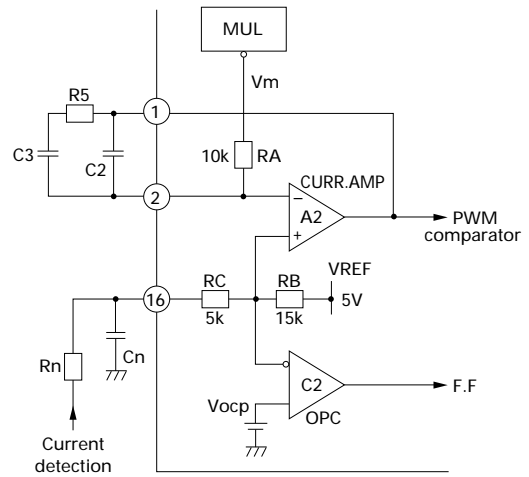 MUL
Vm
R5
1
C3
C2
10k
RA
CURR.AMP
2
−
A2
+
PWM
comparator
VREF
RC
RB
5V
16
5k
15k
Cn
Rn
C2
F.F
Vocp
OPC
Current
detection